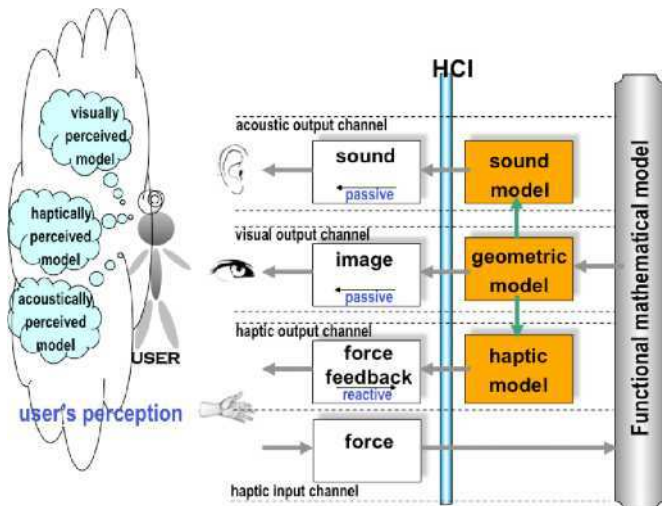 HCI
visually
perceived
model
haptically
perceived
model
acoustically
perceived
model
USER
user's perception
acoustic output channel
sound
passive
sound
model
visual output channel
image
passive
geometric
model
haptic output channel
force
feedback
reactive
haptic
model
force
haptic input channel
Functional mathematical model